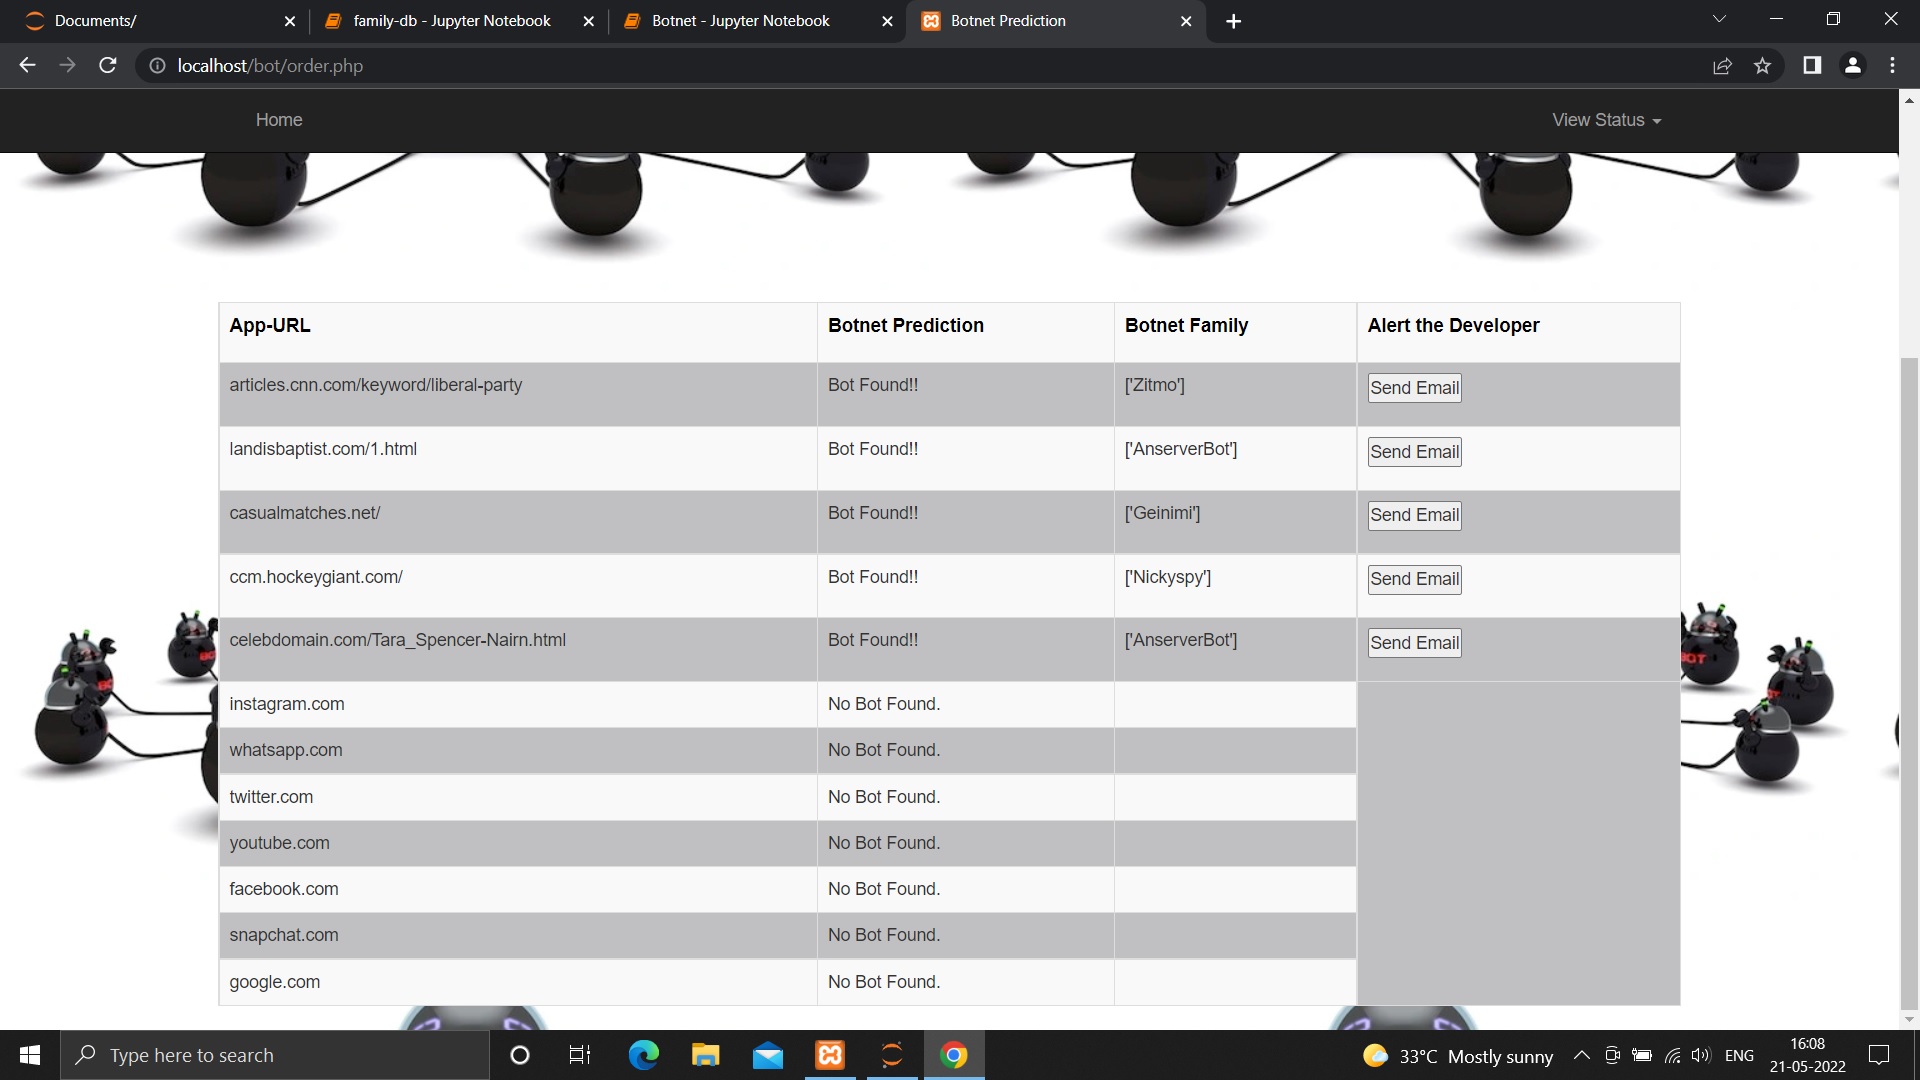 Documents/
family-db - Jupyter Notebook
Botnet - Jupyter Notebook
Botnet Prediction
localhost/bot/order.php
Home
View Status
App-URL Botnet Prediction Botnet Family Alert the Developer
articles.cnn.com/keyword/liberal-party Bot Found!! ['Zitmo'] Send Email
landisbaptist.com/1.html Bot Found!! ['AnserverBot'] Send Email
casualmatches.net/ Bot Found!! ['Geinimi'] Send Email
ccm.hockeygiant.com/ Bot Found!! ['Nickyspy'] Send Email
celebdomain.com/Tara_Spencer-Nairn.html Bot Found!! ['AnserverBot'] Send Email
instagram.com No Bot Found.
whatsapp.com No Bot Found.
twitter.com No Bot Found.
youtube.com No Bot Found.
facebook.com No Bot Found.
snapchat.com No Bot Found.
google.com No Bot Found.
BOT
Type here to search
33°C Mostly sunny
ENG
16:08
21-05-2022